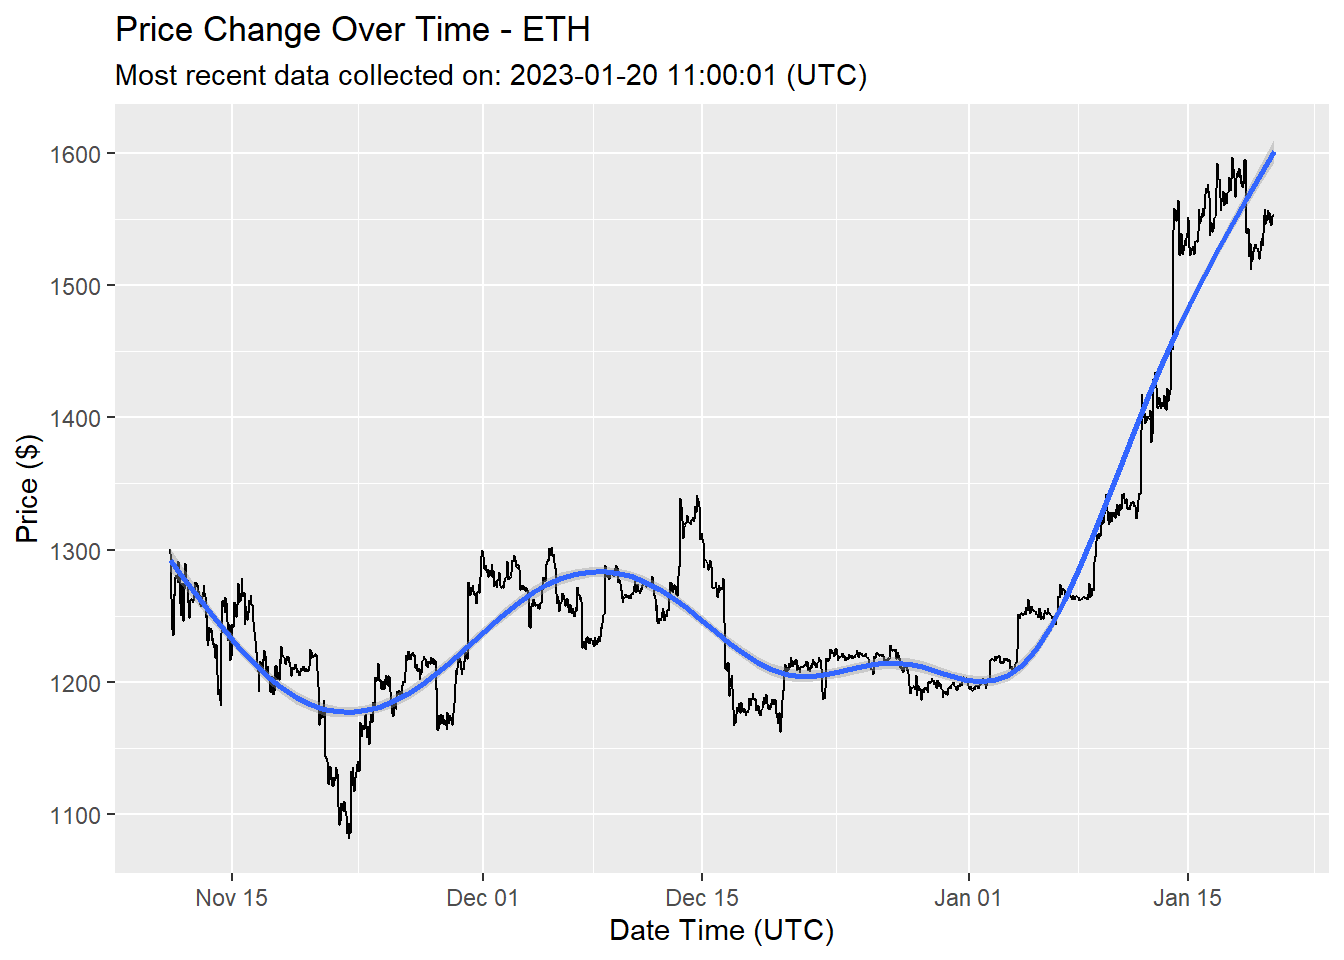 Price Change Over Time - ETH
Most recent data collected on: 2023-01-20 11:00:01 (UTC)
1600
1500
1400
1300
1200
1100
Price ($)
Nov 15
Dec 01
Dec 15
Jan 01
Jan 15
Date Time (UTC)